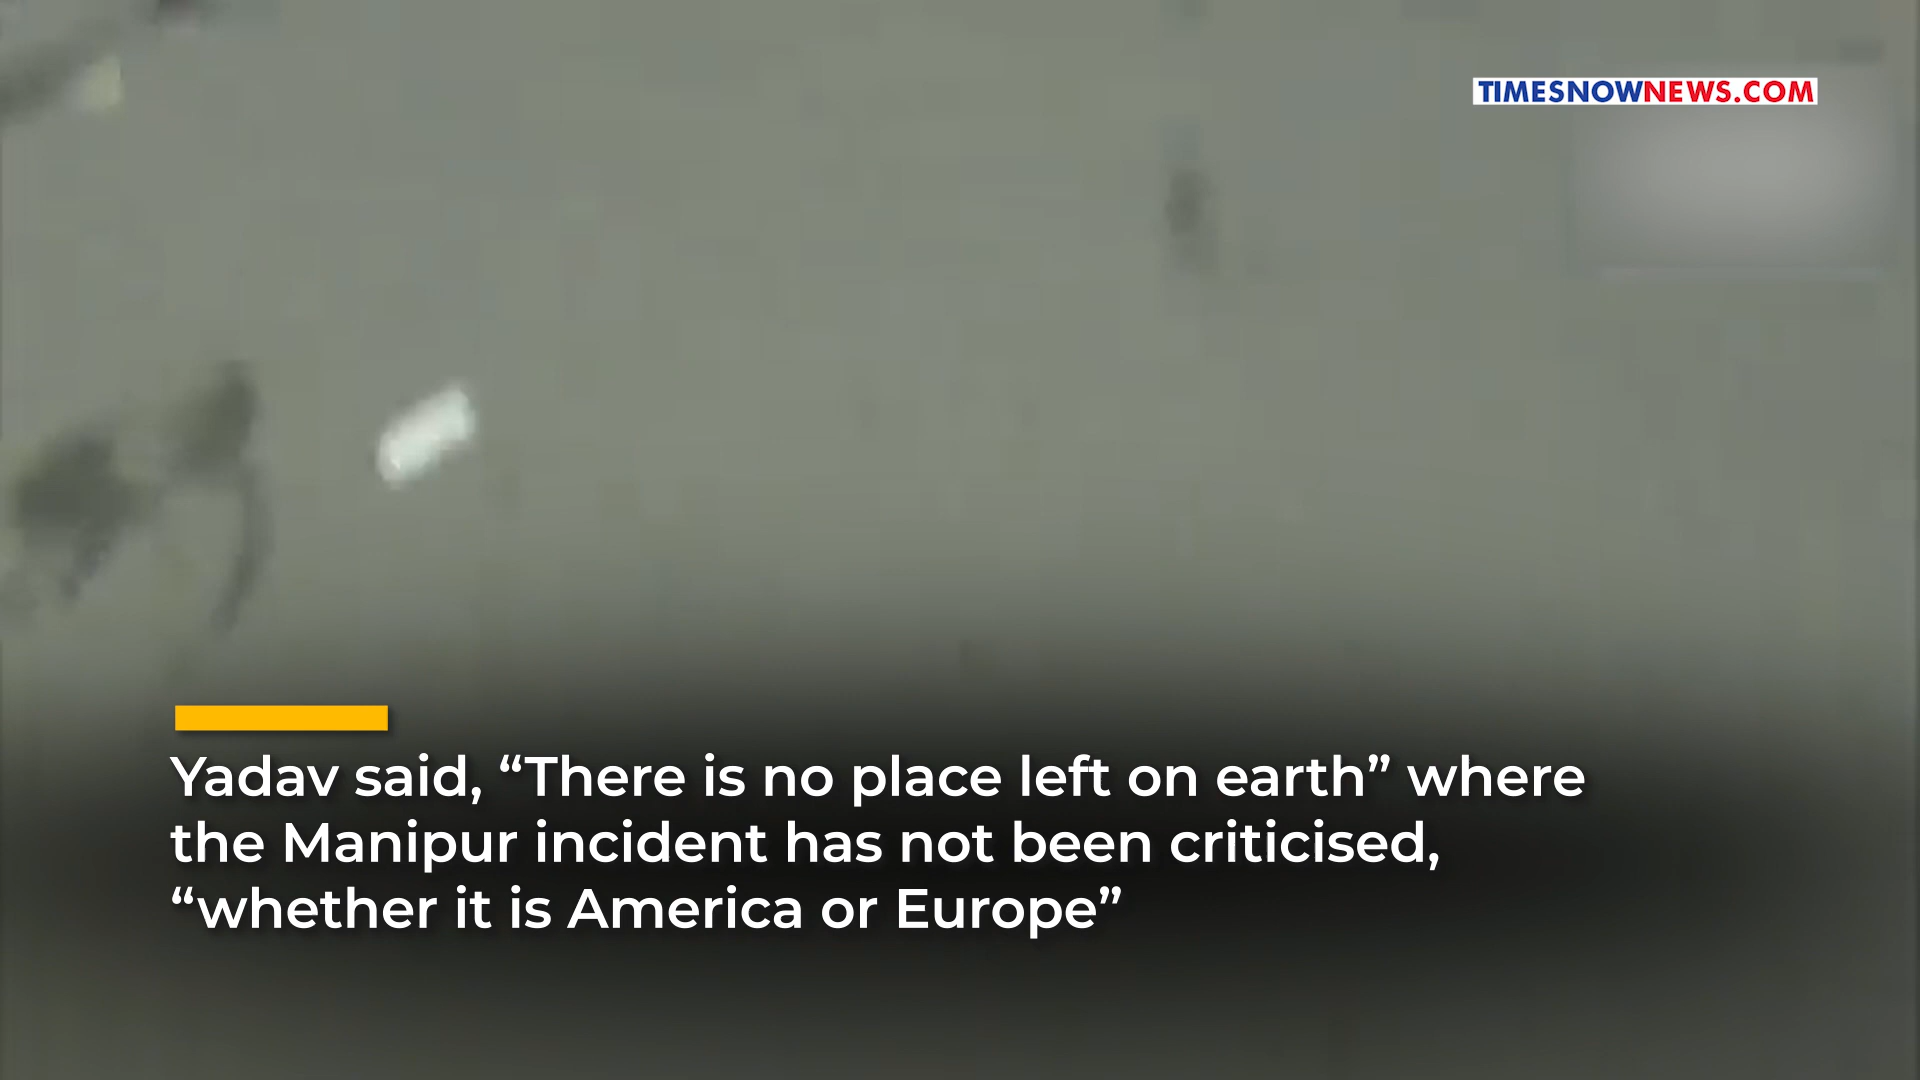 TIMESNOWNEWS.COM
Yadav said, “There is no place left on earth” where
the Manipur incident has not been criticised,
“whether it is America or Europe”